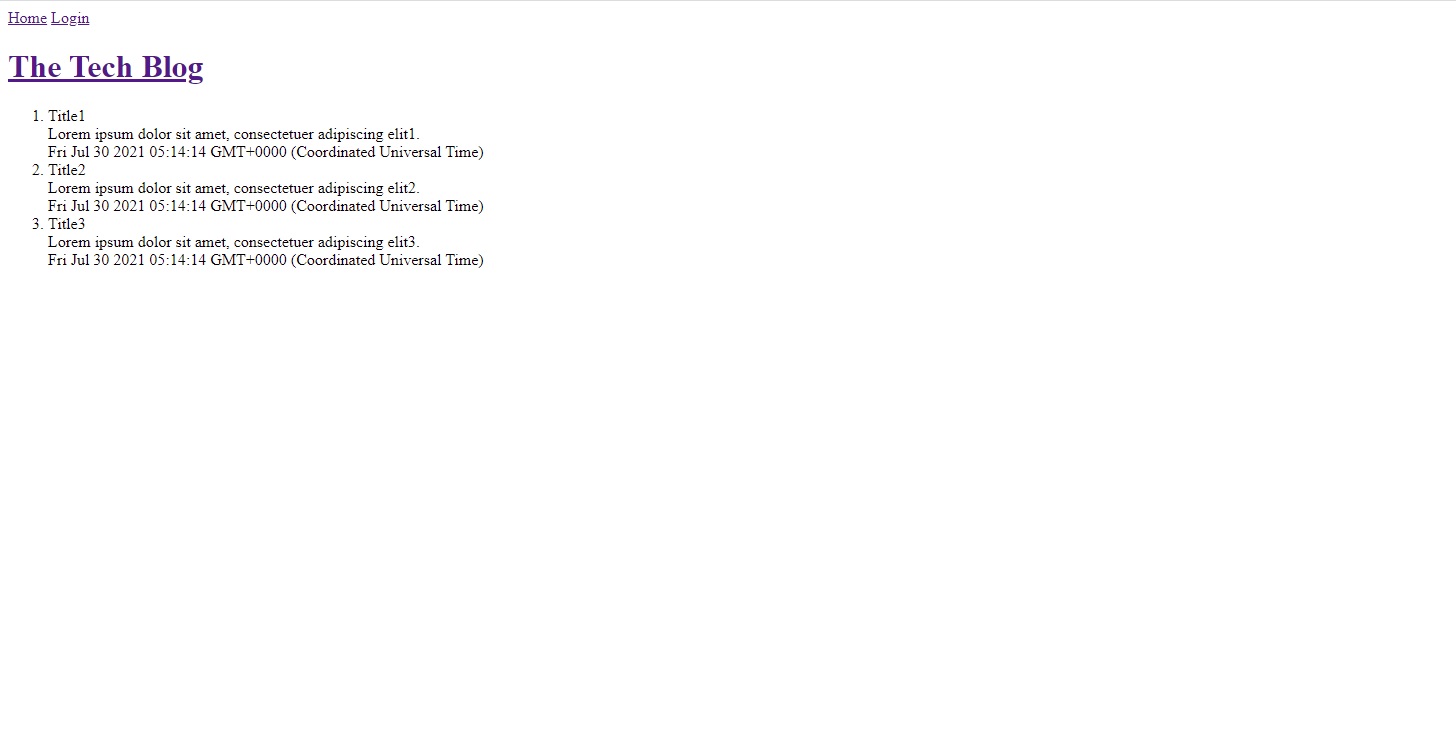 Home Login
The Tech Blog
1. Title1
Lorem ipsum dolor sit amet, consectetuer adipiscing elit1.
Fri Jul 30 2021 05:14:14 GMT+0000 (Coordinated Universal Time)
2. Title2
Lorem ipsum dolor sit amet, consectetuer adipiscing elit2.
Fri Jul 30 2021 05:14:14 GMT+0000 (Coordinated Universal Time)
3. Title3
Lorem ipsum dolor sit amet, consectetuer adipiscing elit3.
Fri Jul 30 2021 05:14:14 GMT+0000 (Coordinated Universal Time)